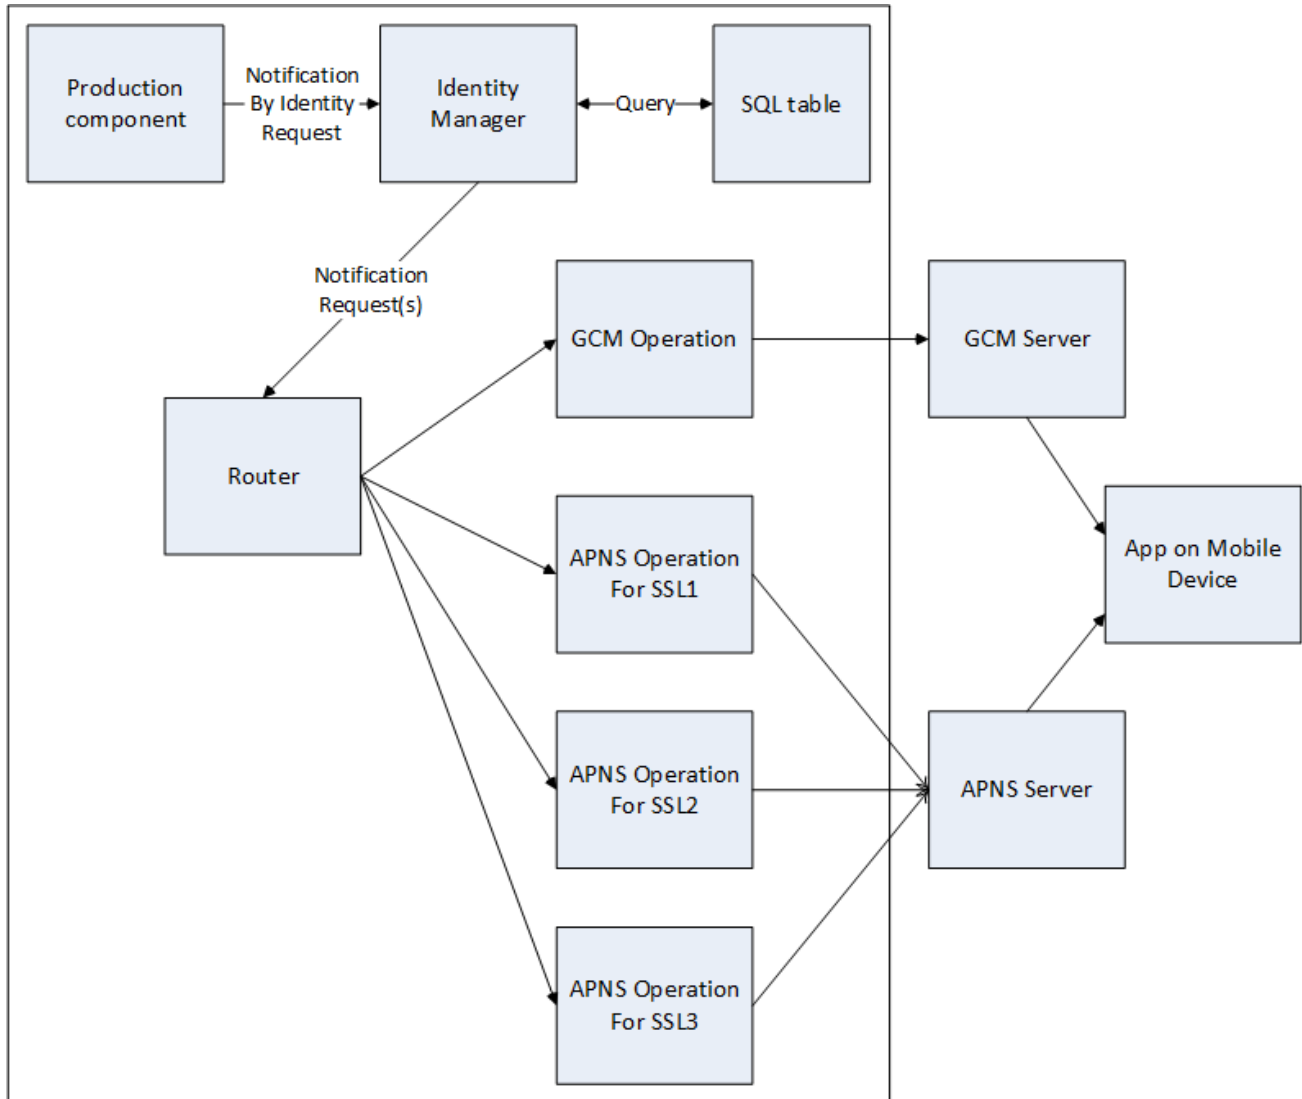 Production
component
Notification
By Identity
Request
Identity
Manager
Query
SQL table
Notification
Request(s)
GCM Operation
GCM Server
Router
APNS Operation
For SSL1
App on Mobile
Device
APNS Operation
For SSL2
APNS Server
APNS Operation
For SSL3